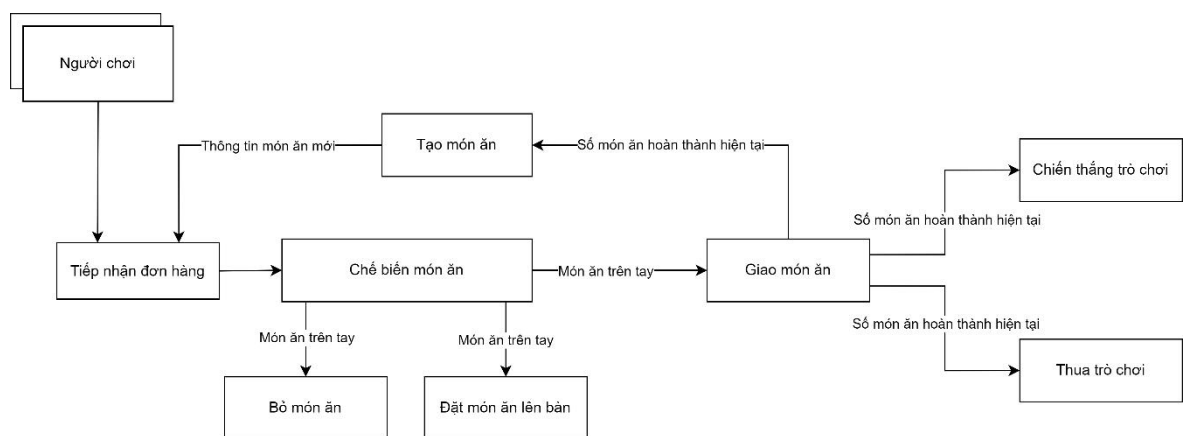 Người chơi
Tạo món ăn
Thông tin món ăn mới
Số món ăn hoàn thành hiện tại
Chiến thắng trò chơi
Số món ăn hoàn thành hiện tại
Tiếp nhận đơn hàng
Chế biến món ăn
Món ăn trên tay
Giao món ăn
Số món ăn hoàn thành hiện tại
Món ăn trên tay
Món ăn trên tay
Thua trò chơi
Bỏ món ăn
Đặt món ăn lên bàn